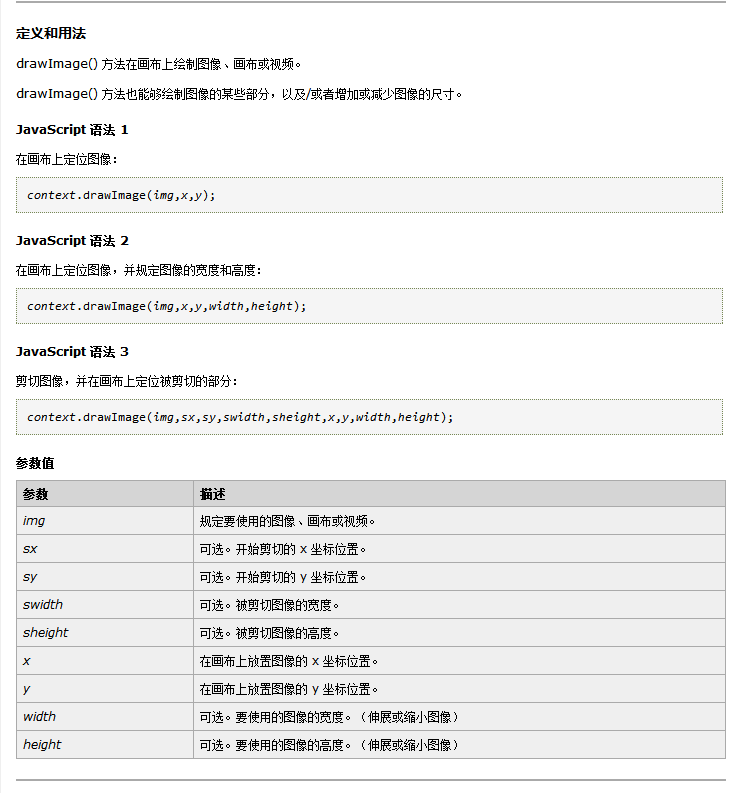 定义和用法
drawImage() 方法在画布上绘制图像、画布或视频。
drawImage() 方法也能够绘制图像的某些部分，以及/或者增加或减少图像的尺寸。
JavaScript 语法 1
在画布上定位图像：
context.drawImage(img,x,y);
JavaScript 语法 2
在画布上定位图像，并规定图像的宽度和高度：
context.drawImage(img,x,y,width,height);
JavaScript 语法 3
剪切图像，并在画布上定位被剪切的部分：
context.drawImage(img,sx,sy,swidth,sheight,x,y,width,height);
参数值
参数 描述
img 规定要使用的图像、画布或视频。
sx 可选。开始剪切的 x 坐标位置。
sy 可选。开始剪切的 y 坐标位置。
swidth 可选。被剪切图像的宽度。
sheight 可选。被剪切图像的高度。
x 在画布上放置图像的 x 坐标位置。
y 在画布上放置图像的 y 坐标位置。
width 可选。要使用的图像的宽度。（伸展或缩小图像）
height 可选。要使用的图像的高度。（伸展或缩小图像）